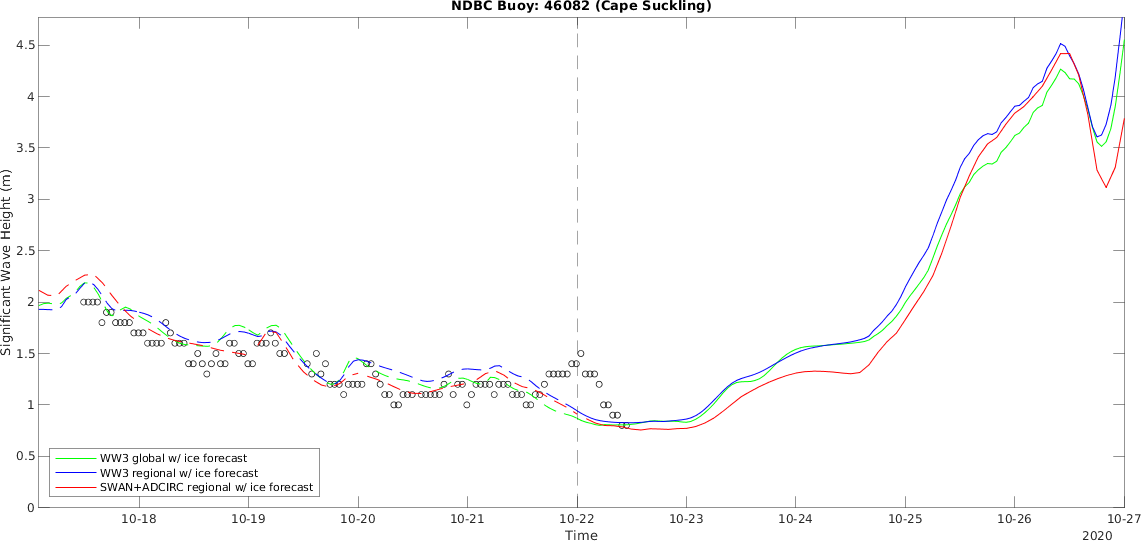 NDBC Buoy: 46082 (Cape Suckling)
4.5
4
3.5
3
2.5
2
1.5
1
0.5
0
Significant Wave Height (m)
WW3 global w/ ice forecast
WW3 regional w/ ice forecast
SWAN+ADCIRC regional w/ ice forecast
10-18 10-19 10-20 10-21 10-22 10-23 10-24 10-25 10-26 10-27
Time
2020